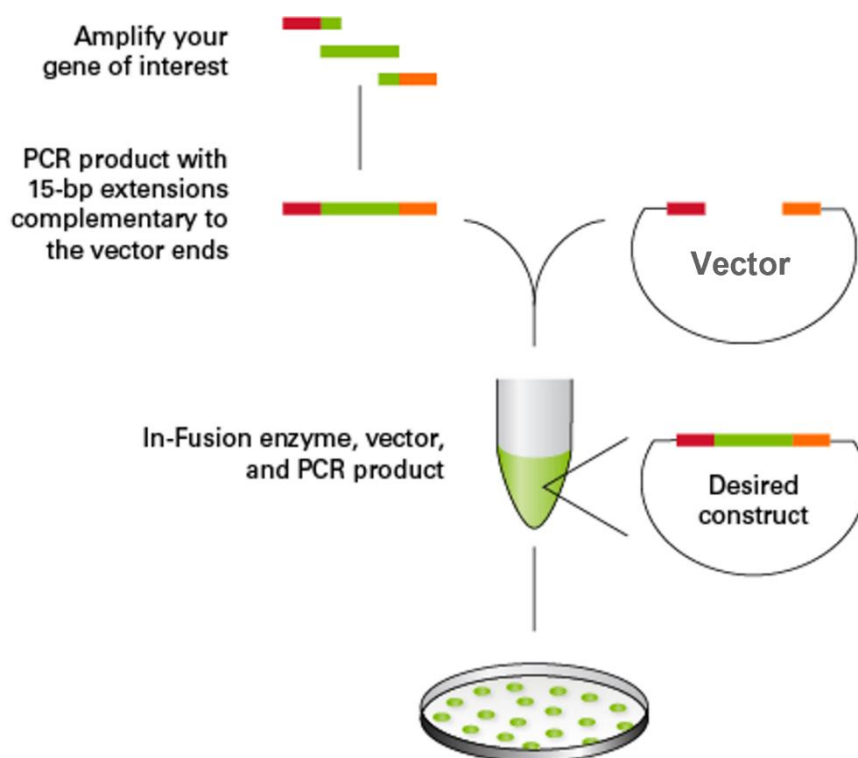 Amplify your
gene of interest
PCR product with
15-bp extensions
complementary to
the vector ends
Vector
In-Fusion enzyme, vector,
and PCR product
Desired
construct